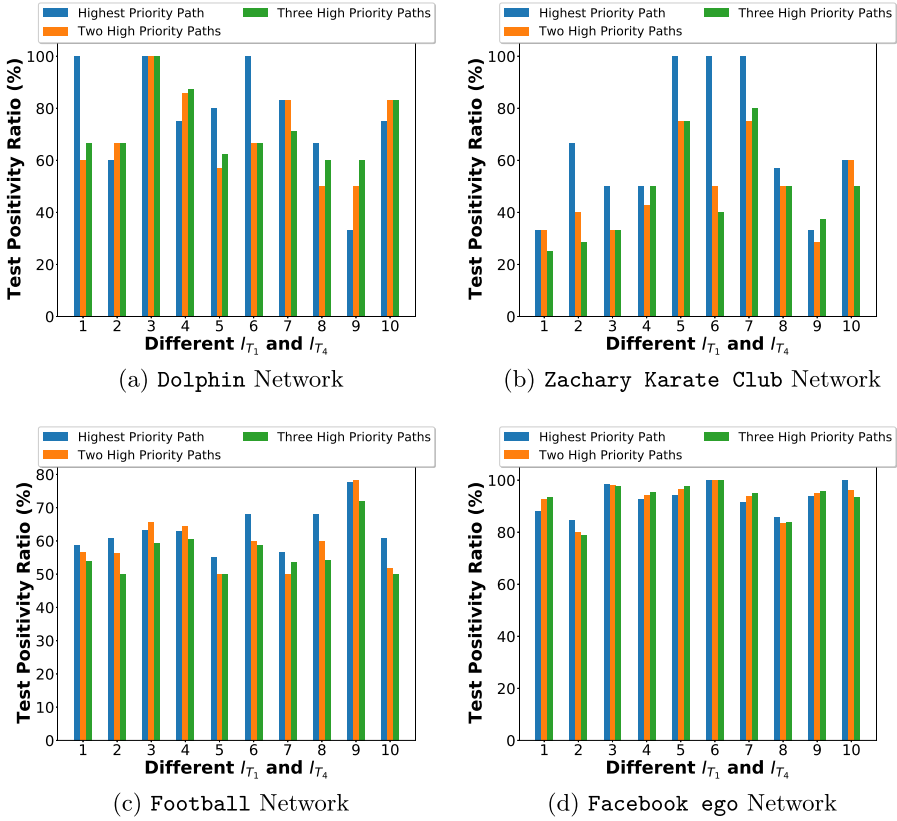 Highest Priority Path
Two High Priority Paths
Three High Priority Paths
Test Positivity Ratio (%)
100
80
60
40
20
0
1 2 3 4 5 6 7 8 9 10
Different I_{T_1} and I_{T_4}
(a) Dolphin Network
Highest Priority Path
Two High Priority Paths
Three High Priority Paths
Test Positivity Ratio (%)
100
80
60
40
20
0
1 2 3 4 5 6 7 8 9 10
Different I_{T_1} and I_{T_4}
(b) Zachary Karate Club Network
Highest Priority Path
Two High Priority Paths
Three High Priority Paths
Test Positivity Ratio (%)
80
70
60
50
40
30
20
10
0
1 2 3 4 5 6 7 8 9 10
Different I_{T_1} and I_{T_4}
(c) Football Network
Highest Priority Path
Two High Priority Paths
Three High Priority Paths
Test Positivity Ratio (%)
100
80
60
40
20
0
1 2 3 4 5 6 7 8 9 10
Different I_{T_1} and I_{T_4}
(d) Facebook ego Network